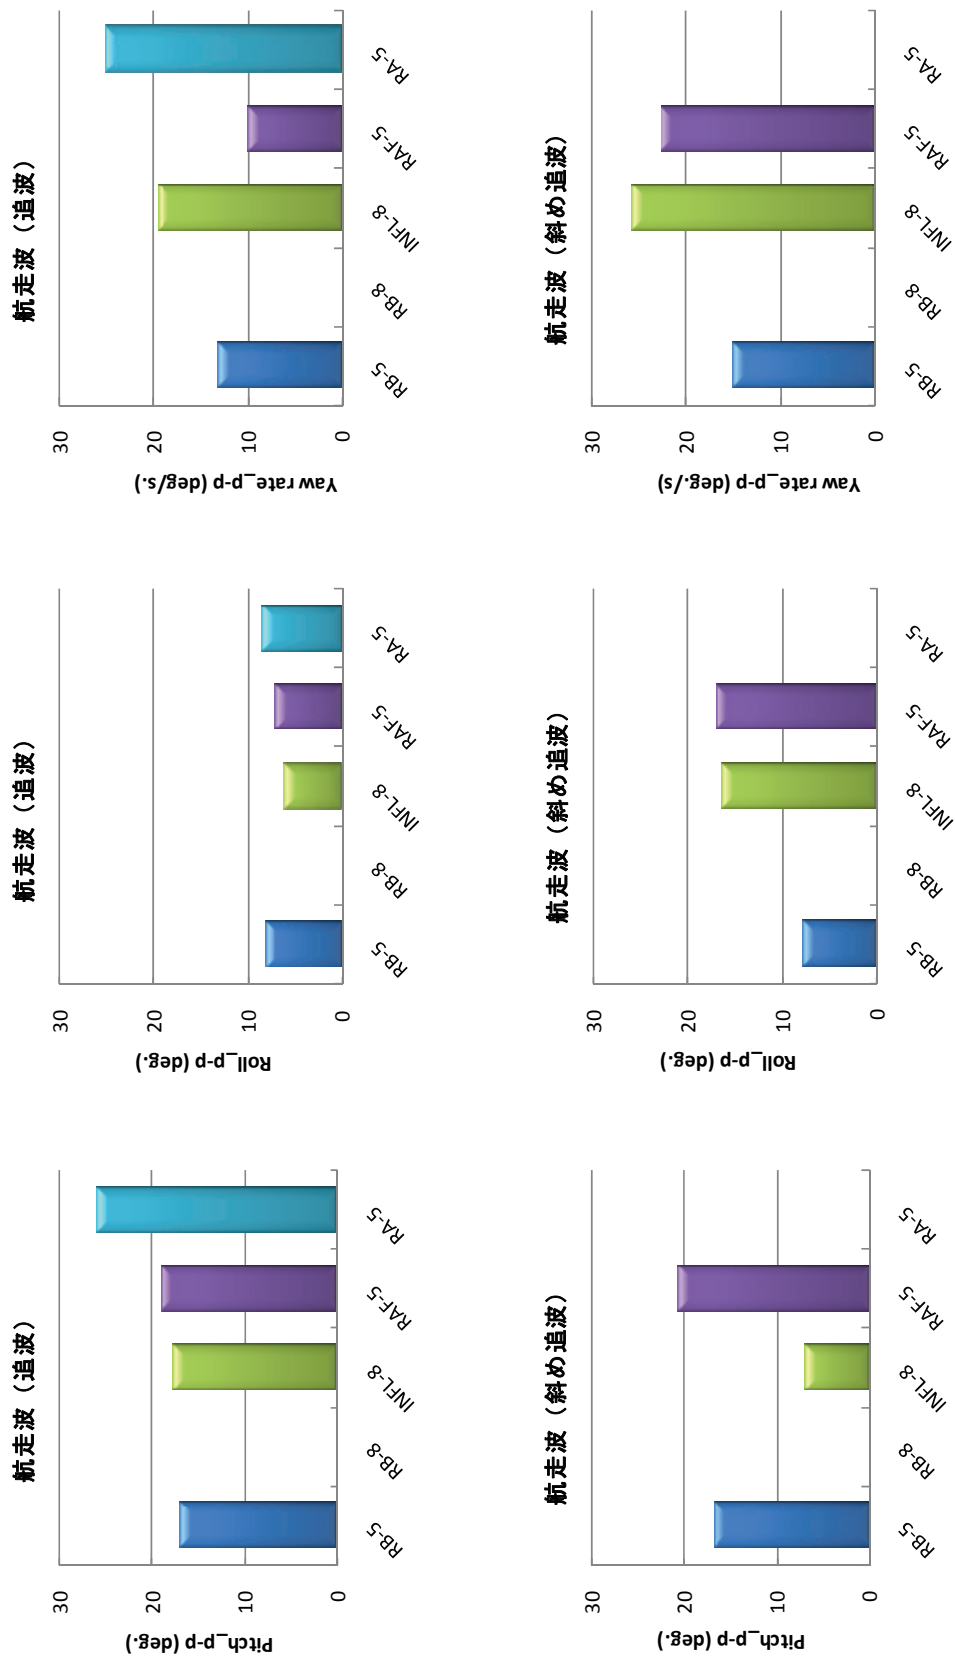 航走波（追波）
Pitch_p-p (deg.)
30
20
10
0
RB-5
RB-8
INFL-8
RAF-5
RA-5
航走波（追波）
Roll_p-p (deg.)
30
20
10
0
RB-5
RB-8
INFL-8
RAF-5
RA-5
航走波（追波）
Yaw rate_p-p (deg/s.)
30
20
10
0
RB-5
RB-8
INFL-8
RAF-5
RA-5
航走波（斜め追波）
Pitch_p-p (deg.)
30
20
10
0
RB-5
RB-8
INFL-8
RAF-5
RA-5
航走波（斜め追波）
Roll_p-p (deg.)
30
20
10
0
RB-5
RB-8
INFL-8
RAF-5
RA-5
航走波（斜め追波）
Yaw rate_p-p (deg./s)
30
20
10
0
RB-5
RB-8
INFL-8
RAF-5
RA-5